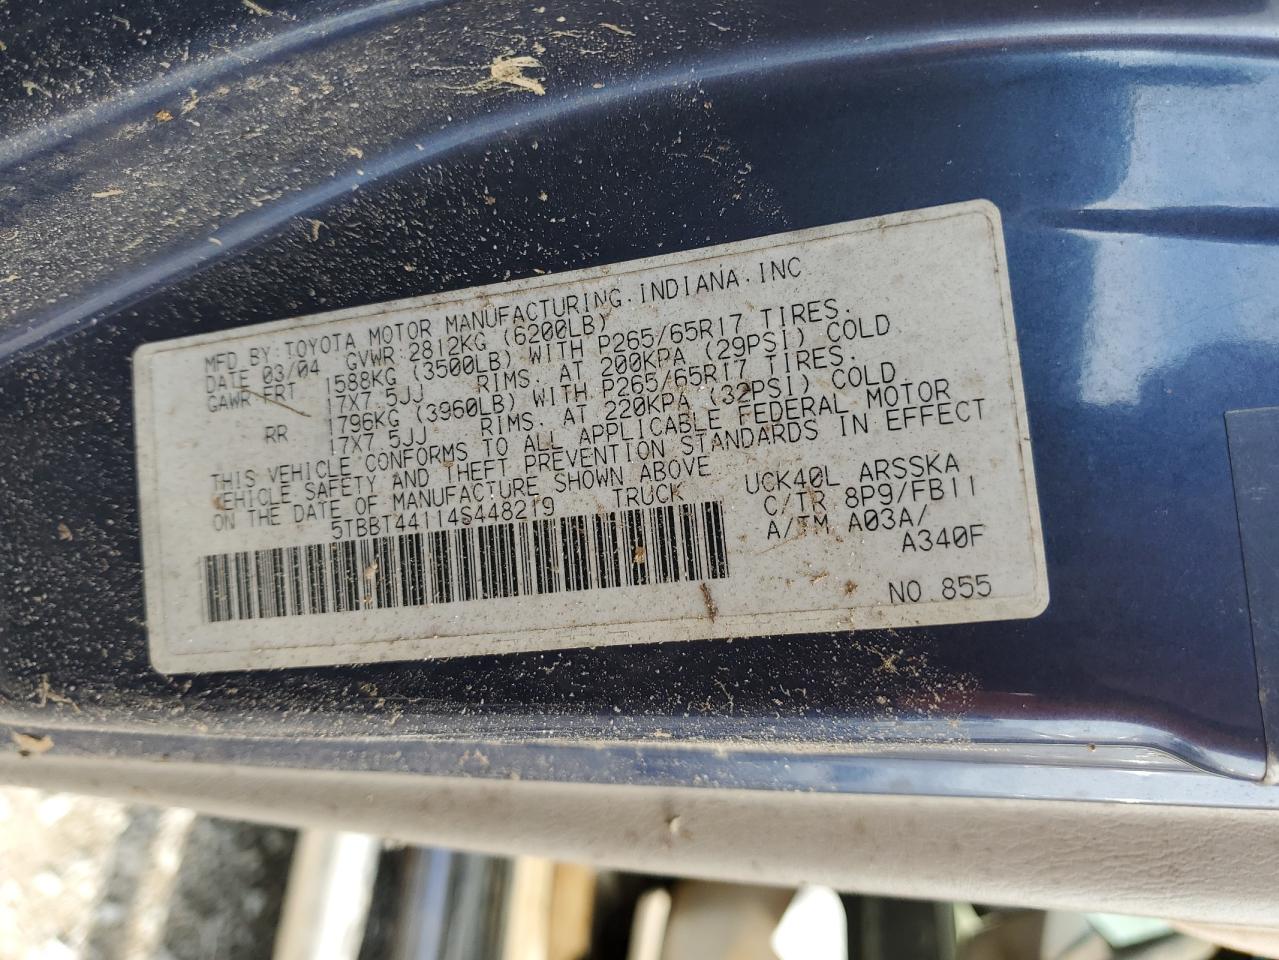 MFD. BY: TOYOTA MOTOR MANUFACTURING. INDIANA. INC
DATE 03/04 GVWR 2812KG (6200LB)
GAWR FRT 1588KG (3500LB) WITH P265/65R17 TIRES.
17X7.5JJ RIMS. AT 200KPA (29PSI) COLD
RR 1796KG (3960LB) WITH P265/65R17 TIRES.
17X7.5JJ RIMS. AT 220KPA (32PSI) COLD
THIS VEHICLE CONFORMS TO ALL APPLICABLE FEDERAL MOTOR
VEHICLE SAFETY AND THEFT PREVENTION STANDARDS IN EFFECT
ON THE DATE OF MANUFACTURE SHOWN ABOVE
5TBBT44114S448219 TRUCK
UCK40L ARSSKA
C/TR 8P9/FB11
A/TM A03A/
A340F
NO 855